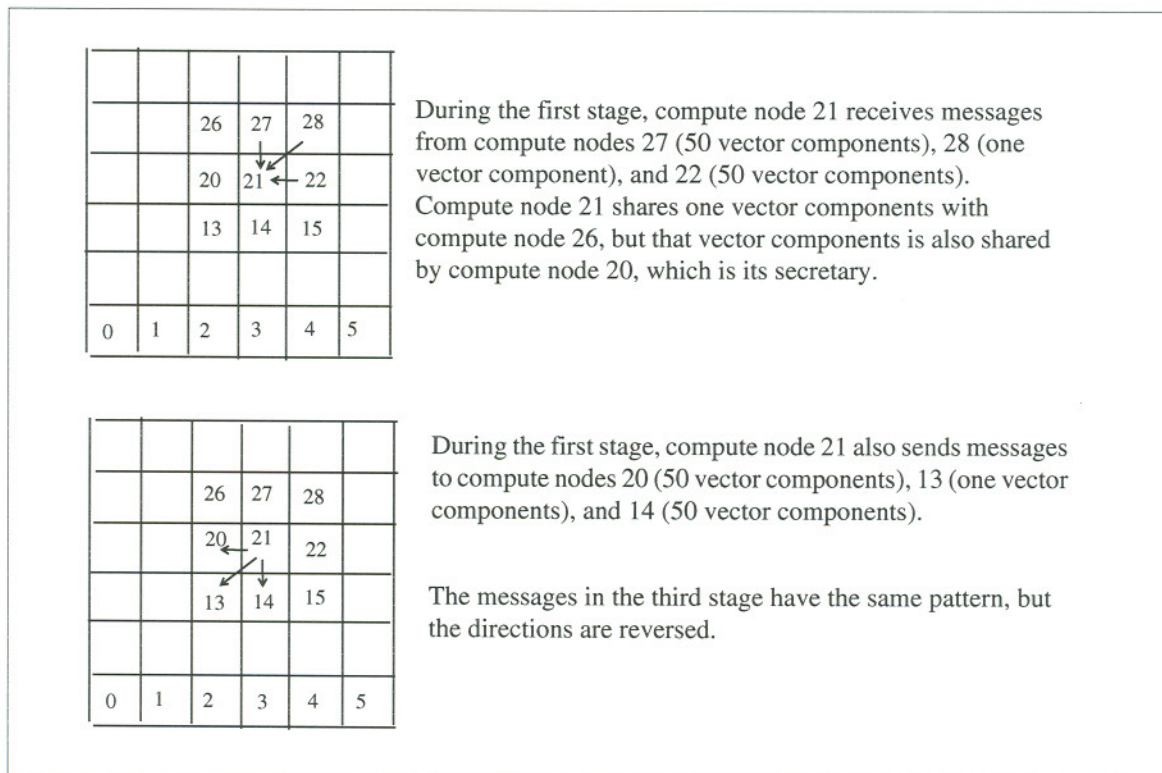 26 27 28
20 21 22
13 14 15
0 1 2 3 4 5
During the first stage, compute node 21 receives messages
from compute nodes 27 (50 vector components), 28 (one
vector component), and 22 (50 vector components).
Compute node 21 shares one vector components with
compute node 26, but that vector components is also shared
by compute node 20, which is its secretary.
26 27 28
20 21 22
13 14 15
0 1 2 3 4 5
During the first stage, compute node 21 also sends messages
to compute nodes 20 (50 vector components), 13 (one vector
components), and 14 (50 vector components).
The messages in the third stage have the same pattern, but
the directions are reversed.